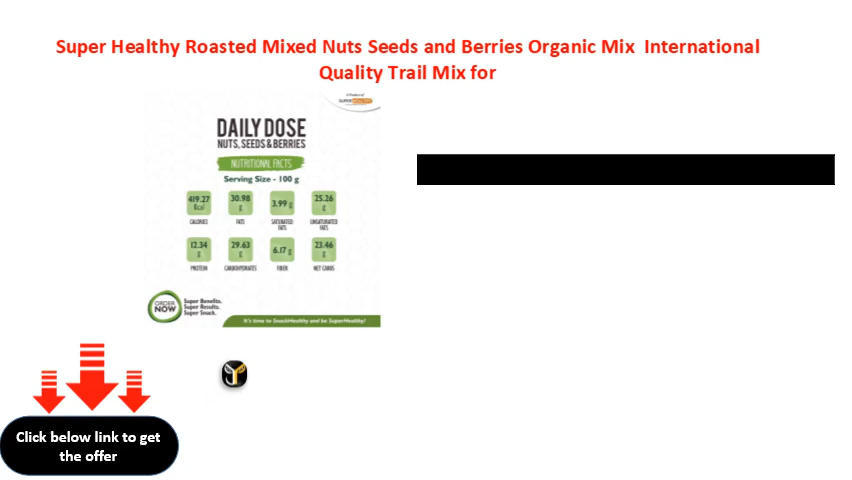 Super Healthy Roasted Mixed Nuts Seeds and Berries Organic Mix International
Quality Trail Mix for
A Product of
SUPERHEALTHY
DAILY DOSE
NUTS, SEEDS & BERRIES
NUTRITIONAL FACTS
Serving Size - 100 g
419.27 30.98 3.99 g 25.26
kcal g g
CALORIES FATS SATURATED UNSATURATED
FATS FATS
12.34 29.63 6.17 g 23.46
g g g
PROTEIN CARBOHYDRATES FIBER NET CARBS
ORDER
NOW
Super Benefits.
Super Results.
Super Snack.
It's time to SnackHealthy and be SuperHealthy!
Click below link to get
the offer